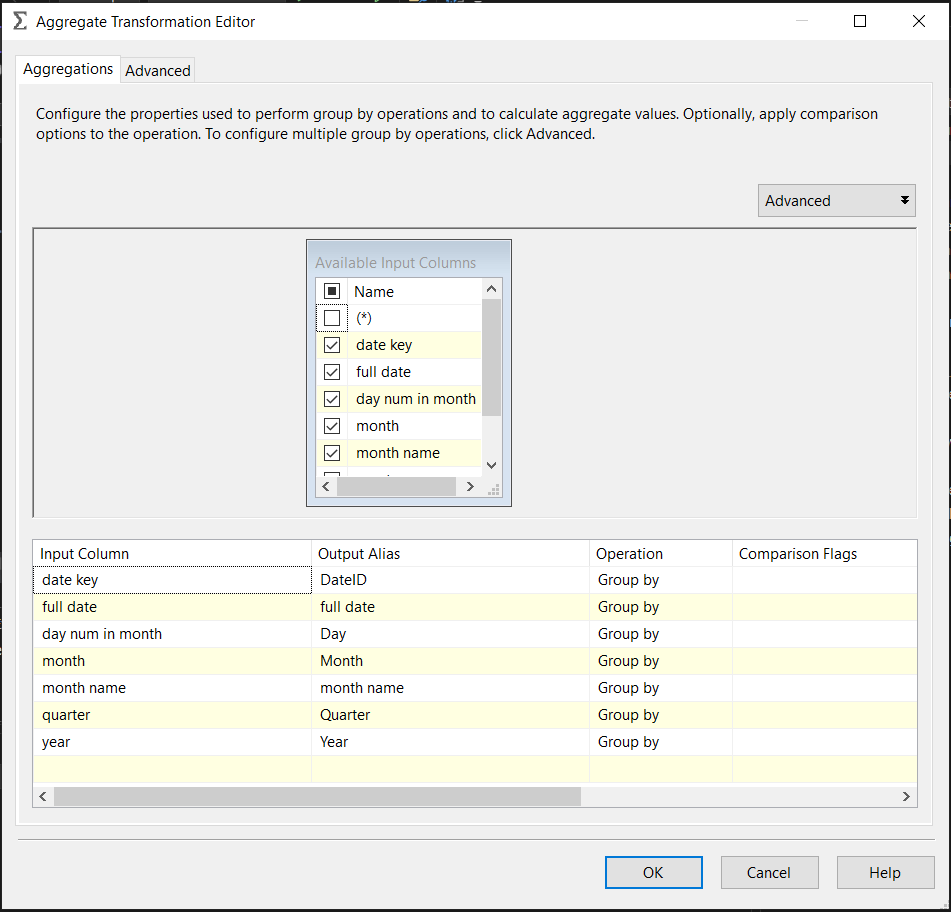 Aggregate Transformation Editor
Aggregations Advanced
Configure the properties used to perform group by operations and to calculate aggregate values. Optionally, apply comparison
options to the operation. To configure multiple group by operations, click Advanced.
Advanced
Available Input Columns
Name
(*)
date key
full date
day num in month
month
month name
Input Column Output Alias Operation Comparison Flags
date key DateID Group by
full date full date Group by
day num in month Day Group by
month Month Group by
month name month name Group by
quarter Quarter Group by
year Year Group by
OK Cancel Help